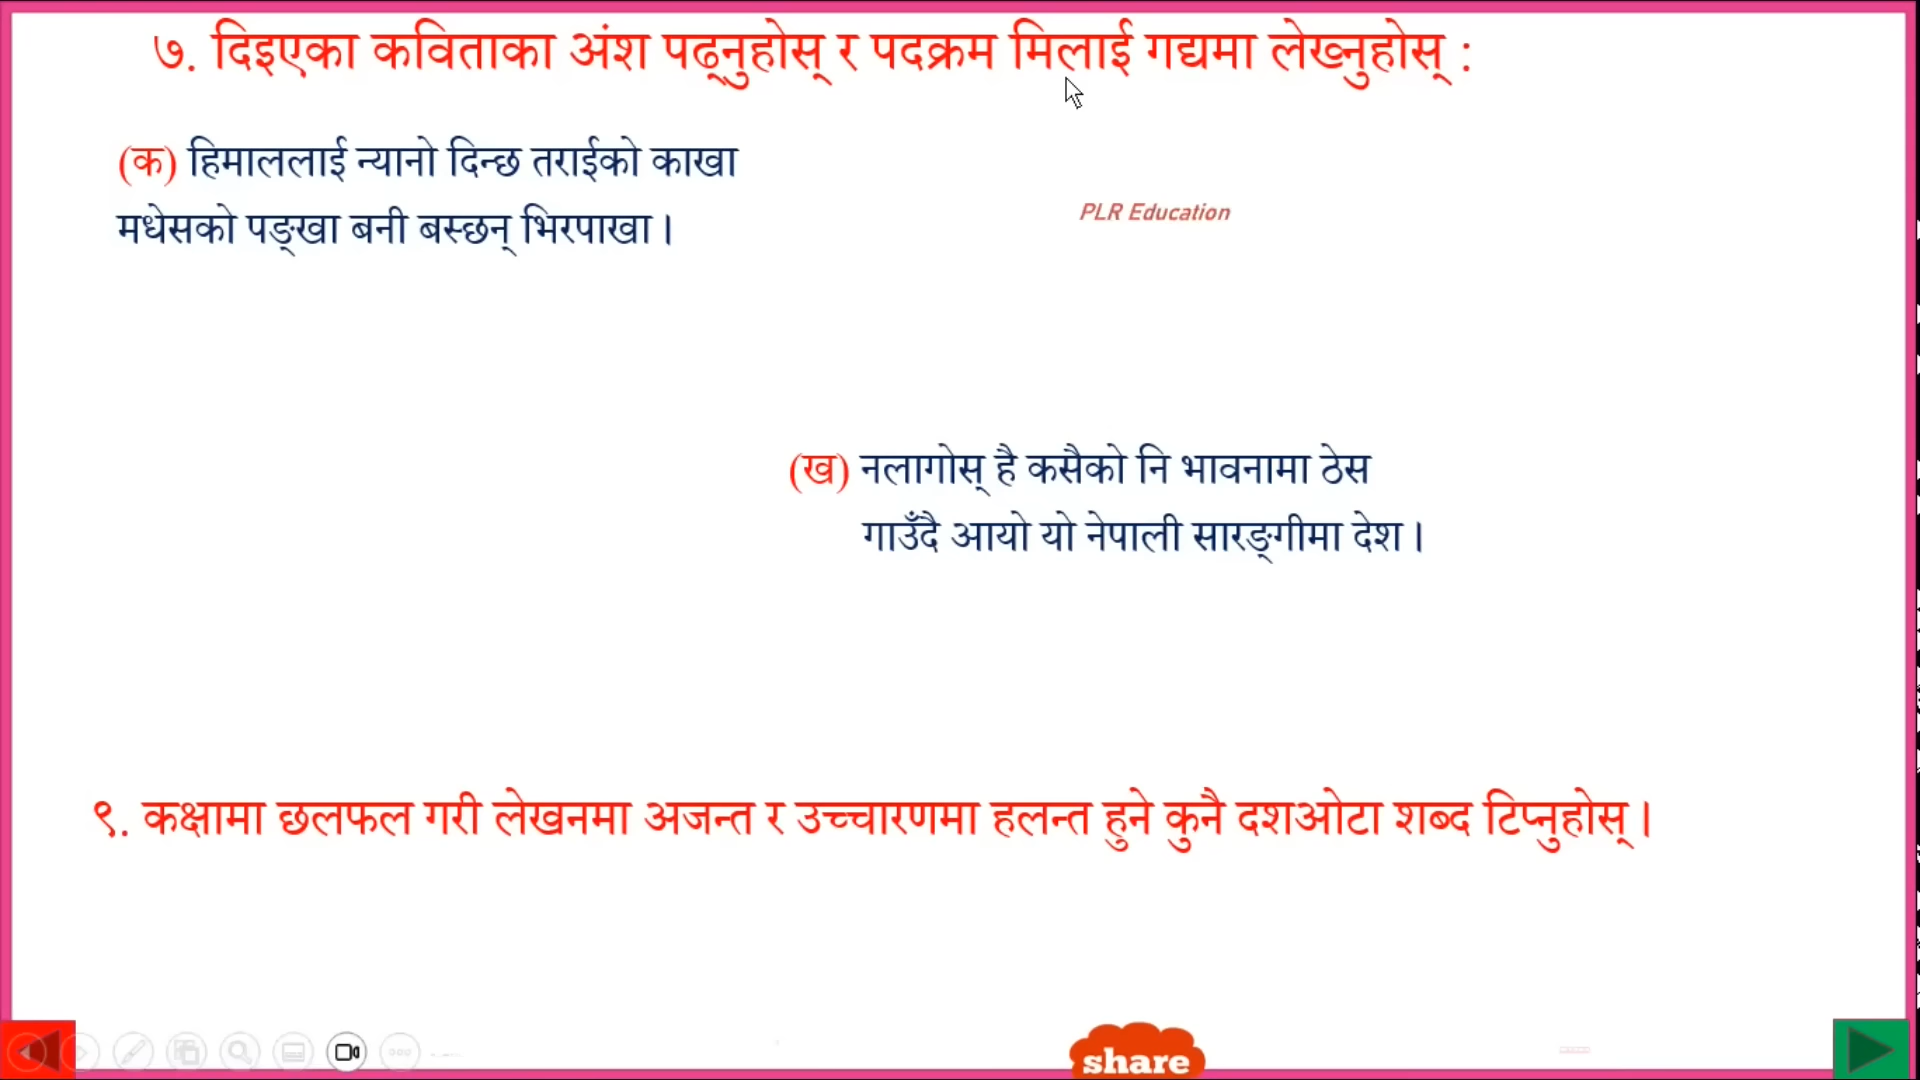 ७. दिइएका कविताका अंश पढ्नुहोस् र पदक्रम मिलाई गद्यमा लेख्नुहोस् :
(क) हिमाललाई न्यानो दिन्छ तराईको काखा
मधेसको पङ्खा बनी बस्छन् भिरपाखा ।
PLR Education
(ख) नलागोस् है कसैको नि भावनामा ठेस
गाउँदै आयो यो नेपाली सारङ्गीमा देश ।
९. कक्षामा छलफल गरी लेखनमा अजन्त र उच्चारणमा हलन्त हुने कुनै दशओटा शब्द टिप्नुहोस् ।
share